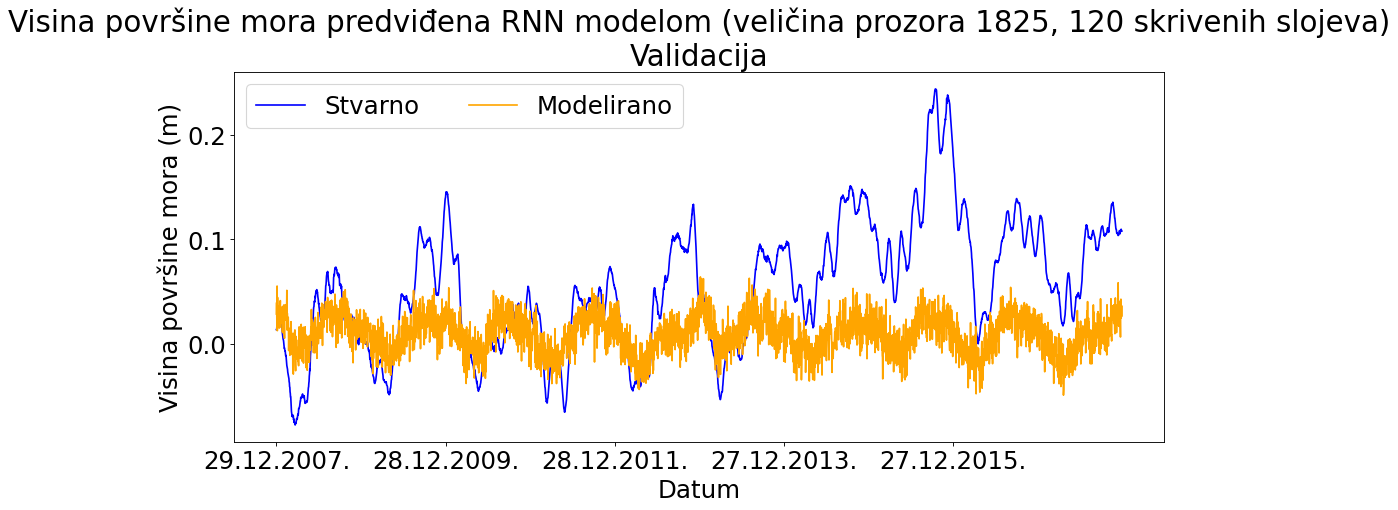 Visina površine mora predviđena RNN modelom (veličina prozora 1825, 120 skrivenih slojeva)
Validacija
Stvarno
Modelirano
Visina površine mora (m)
0.2
0.1
0.0
29.12.2007.
28.12.2009.
28.12.2011.
27.12.2013.
27.12.2015.
Datum